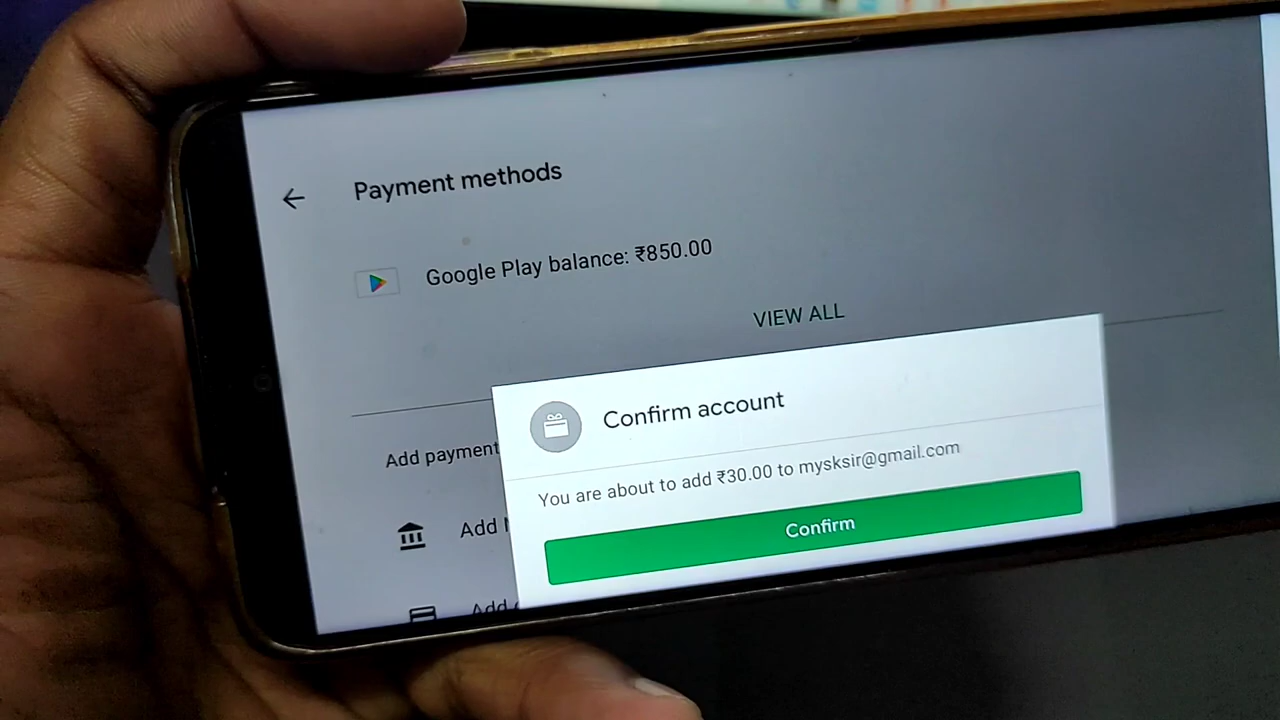 Payment methods
Google Play balance: ₹850.00
VIEW ALL
Confirm account
Add payment
You are about to add ₹30.00 to mysksir@gmail.com
Add
Confirm
Add